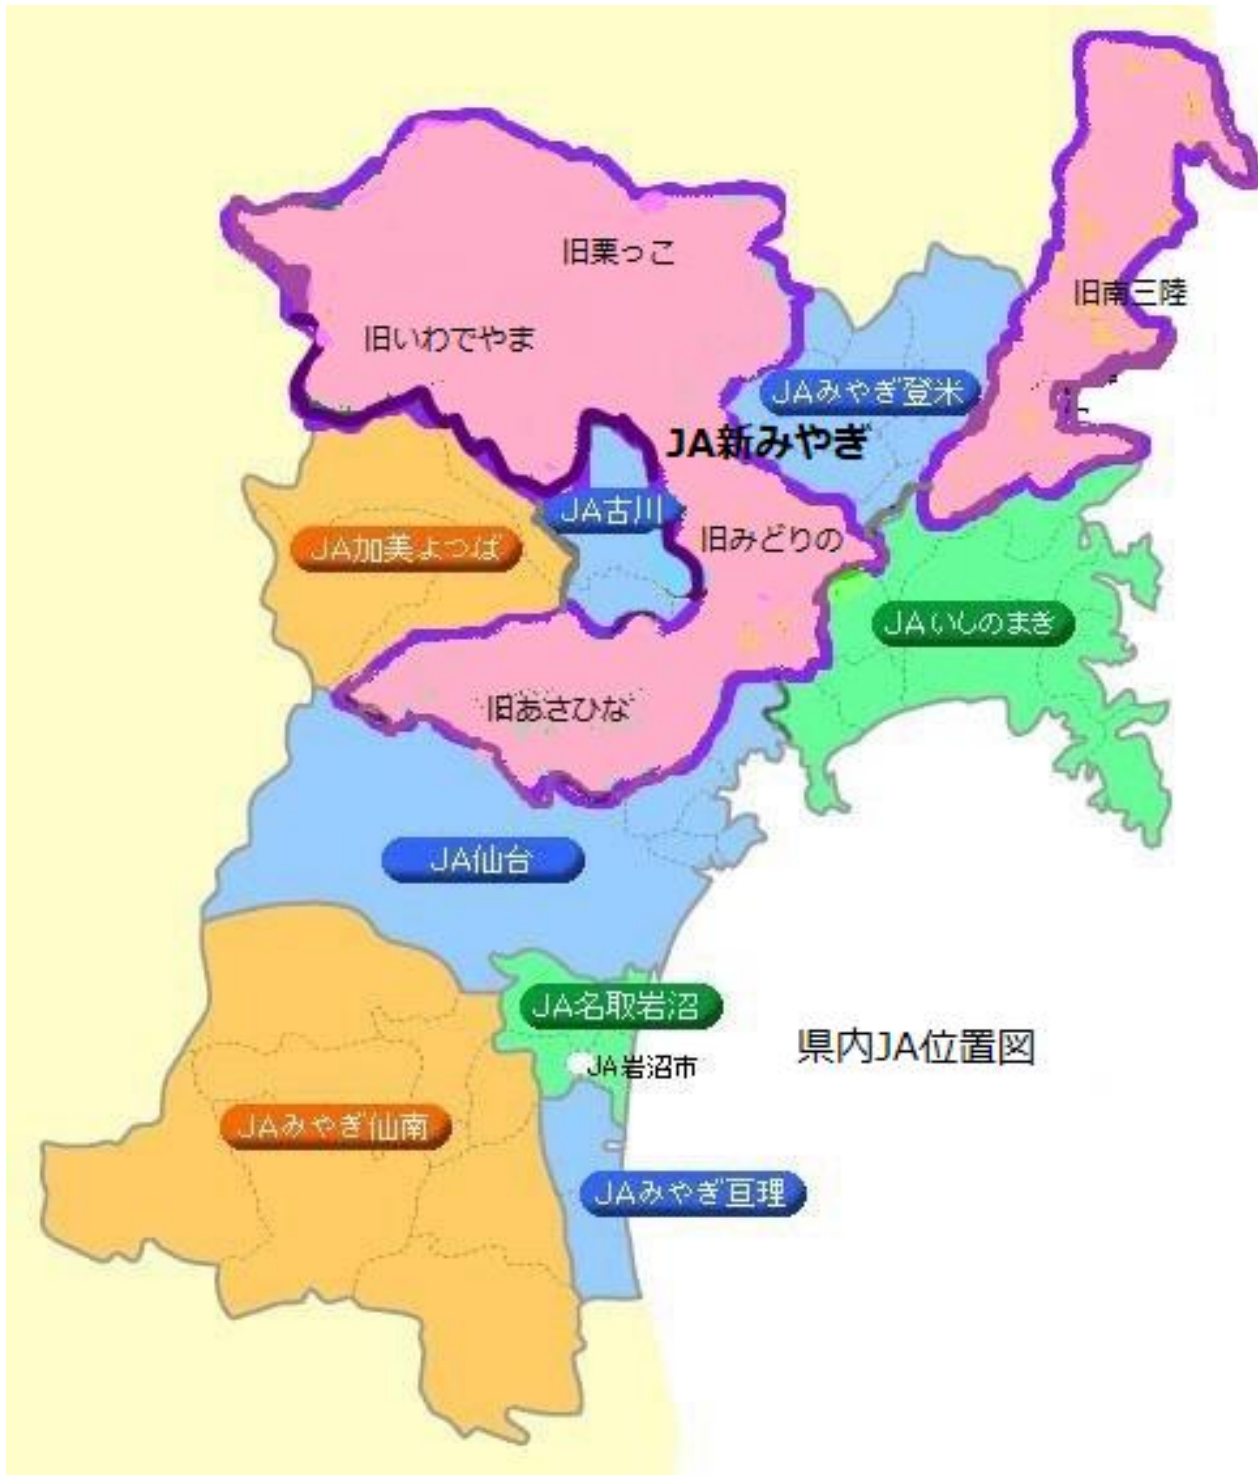 旧栗っこ
旧南三陸
旧いわでやま
JAみやぎ登米
JA新みやぎ
JA古川
旧みどりの
JA加美よつば
JAいしのまき
旧あさひな
JA仙台
JA名取岩沼
県内JA位置図
JA岩沼市
JAみやぎ仙南
JAみやぎ亘理